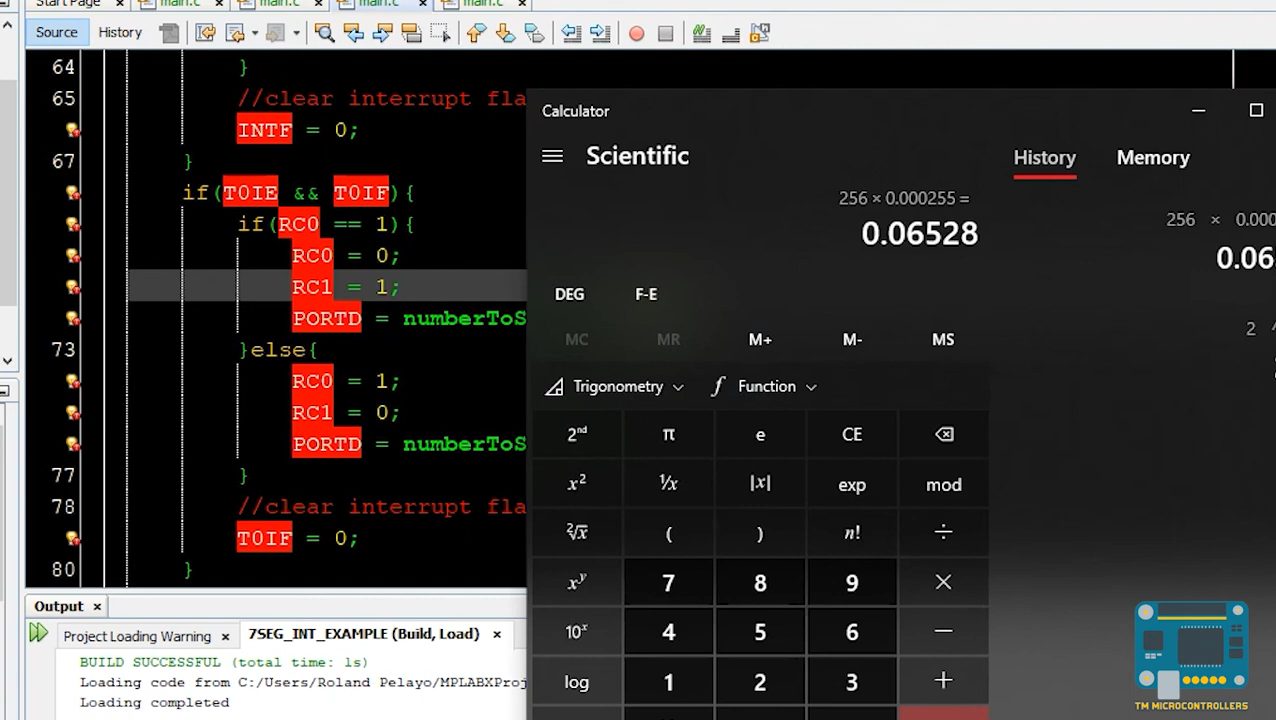 Start Page × main.c × main.c × main.c × main.c ×
Source History
64 }
65 //clear interrupt fla
INTF = 0;
67 }
if(T0IE && T0IF){
if(RC0 == 1){
RC0 = 0;
RC1 = 1;
PORTD = numberToS
73 }else{
RC0 = 1;
RC1 = 0;
PORTD = numberToS
77 }
78 //clear interrupt fla
T0IF = 0;
80 }
Output ×
Project Loading Warning × 7SEG_INT_EXAMPLE (Build, Load) ×
BUILD SUCCESSFUL (total time: 1s)
Loading code from C:/Users/Roland Pelayo/MPLABXProj
Loading completed
Calculator
Scientific
256 × 0.000255 =
0.06528
DEG F-E
MC MR M+ M- MS
Trigonometry f Function
2ⁿᵈ π e CE
x² ¹/x |x| exp mod
²√x ( ) n! ÷
xʸ 7 8 9 ×
10ˣ 4 5 6 −
log 1 2 3 +
History Memory
256 × 0.000
0.06
2
TM MICROCONTROLLERS